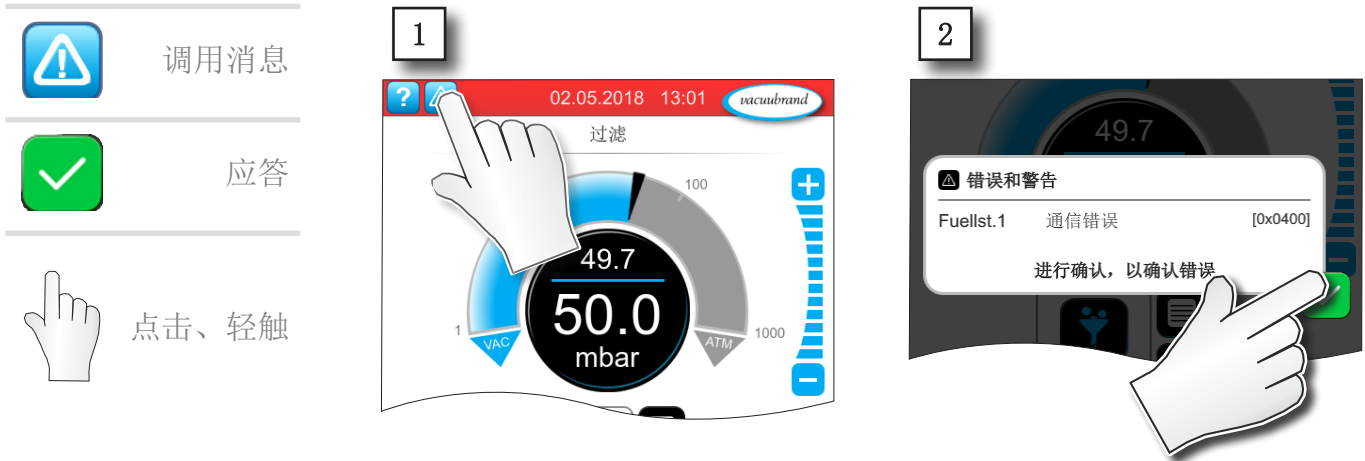 调用消息
应答
点击、轻触
1
? 02.05.2018 13:01 vacuubrand
过滤
100
49.7
50.0
mbar
1
VAC
ATM
1000
2
49.7
错误和警告
Fuellst.1 通信错误 [0x0400]
进行确认，以确认错误